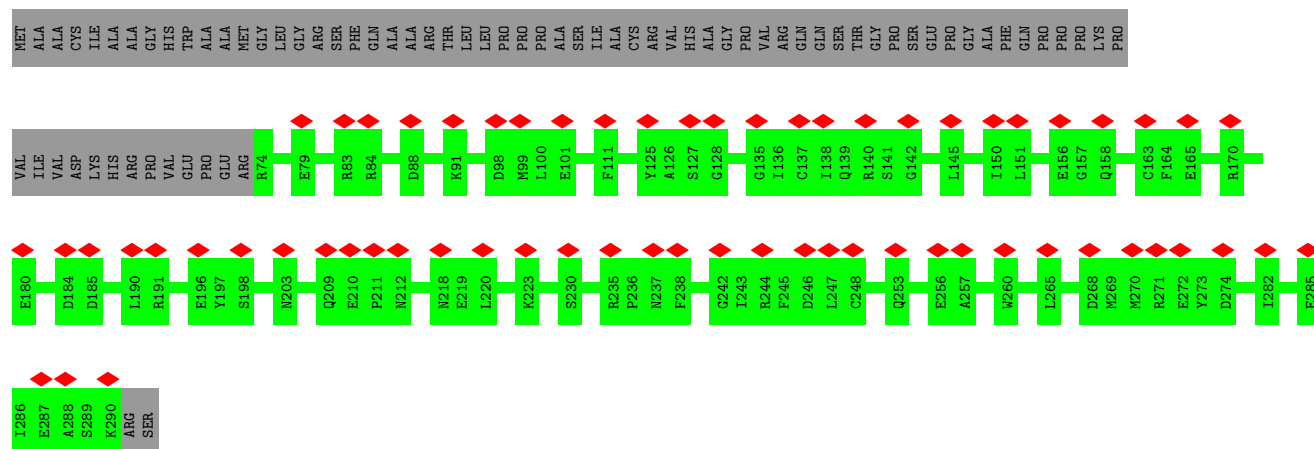 MET ALA ALA CYS ILE ALA ALA GLY HIS TRP ALA ALA MET GLY LEU GLY ARG SER PHE GLN ALA ALA ARG THR LEU LEU PRO PRO PRO ALA SER ILE ALA CYS ARG VAL HIS ALA GLY PRO VAL ARG GLN GLN SER THR GLY PRO SER GLU PRO GLY ALA PHE GLN PRO PRO PRO LYS PRO
VAL ILE VAL ASP LYS HIS ARG PRO VAL GLU PRO GLU ARG R74 E79 R83 R84 D88 K91 D98 M99 L100 E101 F111 Y125 A126 S127 G128 G135 I136 C137 I138 Q139 R140 S141 G142 L145 I150 L151 E156 G157 Q158 C163 F164 E165 R170
E180 D184 D185 L190 R191 E196 Y197 S198 N203 Q209 E210 P211 N212 N218 E219 L220 K223 S230 R235 P236 N237 F238 G242 I243 R244 F245 D246 L247 C248 Q253 E256 A257 W260 L265 D268 M269 M270 R271 E272 Y273 D274 I282 E285
I286 E287 A288 S289 K290 ARG SER